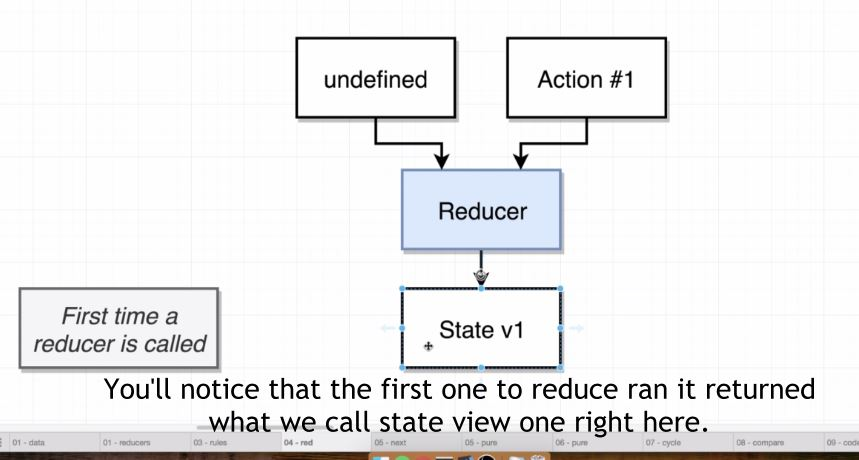 undefined
Action #1
Reducer
First time a
reducer is called
State v1
You'll notice that the first one to reduce ran it returned
what we call state view one right here.
01 - data
01 - reducers
03 - rules
04 - red
05 - next
05 - pure
06 - pure
07 - cycle
08 - compare
09 - code